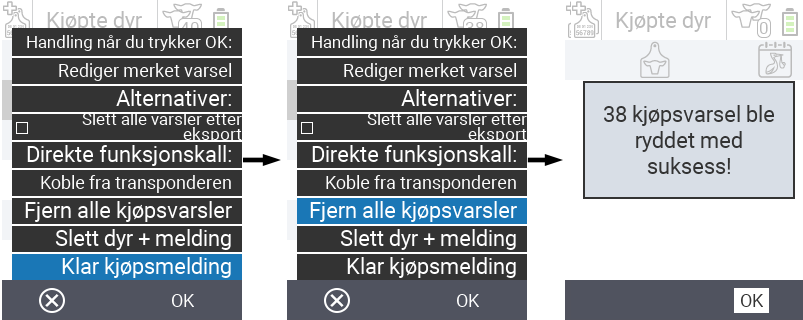 Kjøpte dyr
Handling når du trykker OK:
Rediger merket varsel
Alternativer:
Slett alle varsler etter
eksport
Direkte funksjonskall:
Koble fra transponderen
Fjern alle kjøpsvarsler
Slett dyr + melding
Klar kjøpsmelding
OK
Kjøpte dyr
Handling når du trykker OK:
Rediger merket varsel
Alternativer:
Slett alle varsler etter
eksport
Direkte funksjonskall:
Koble fra transponderen
Fjern alle kjøpsvarsler
Slett dyr + melding
Klar kjøpsmelding
OK
Kjøpte dyr
0
38 kjøpsvarsel ble
ryddet med
suksess!
OK